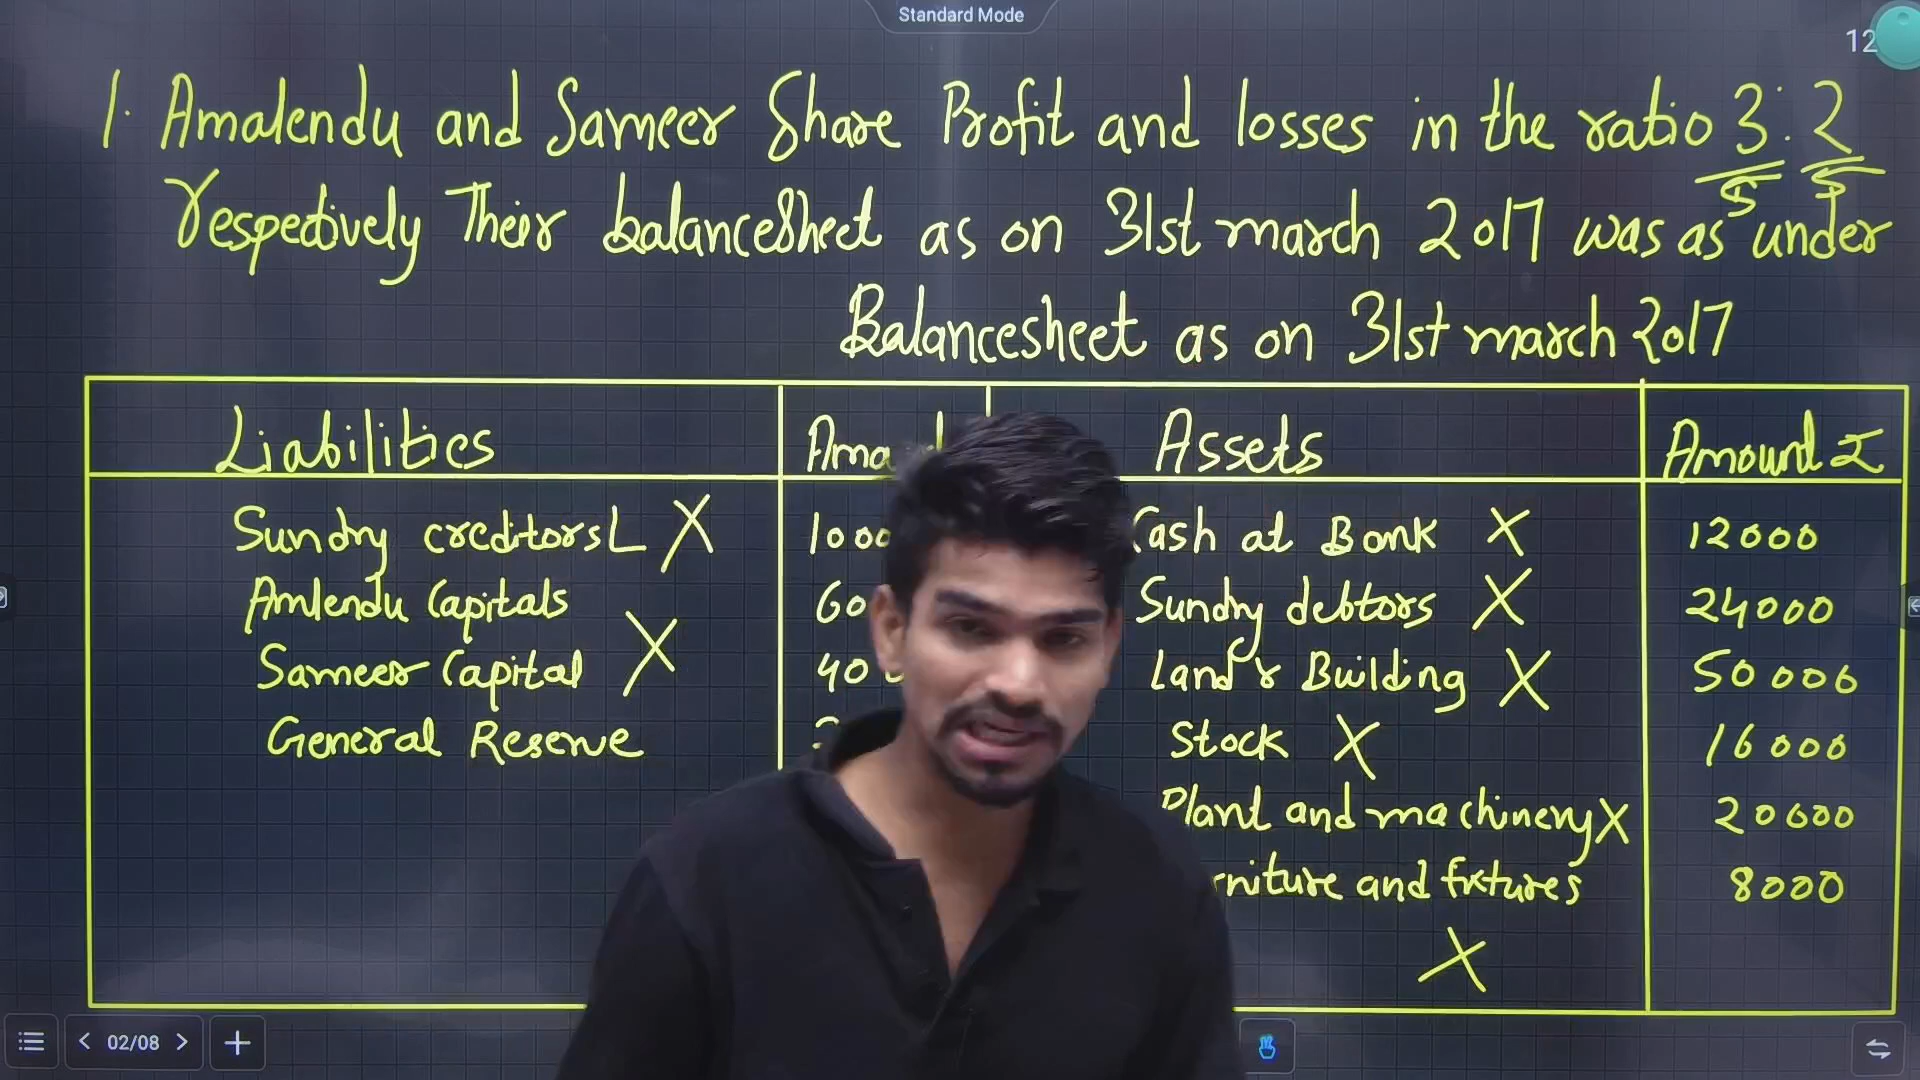 Standard Mode
12
1. Amalendu and Sameer Share Profit and losses in the ratio 3:2
5 5
respectively Their balancesheet as on 31st march 2017 was as under
Balancesheet as on 31st march 2017
Liabilities Assets Amount ₹
Sundry creditors L X Cash at Bank X 12000
Amlendu Capitals Sundry debtors X 24000
Sameer Capital X Land & Building X 50000
General Reserve Stock X 16000
Plant and machinery X 20000
and fixtures 8000
X
02/08